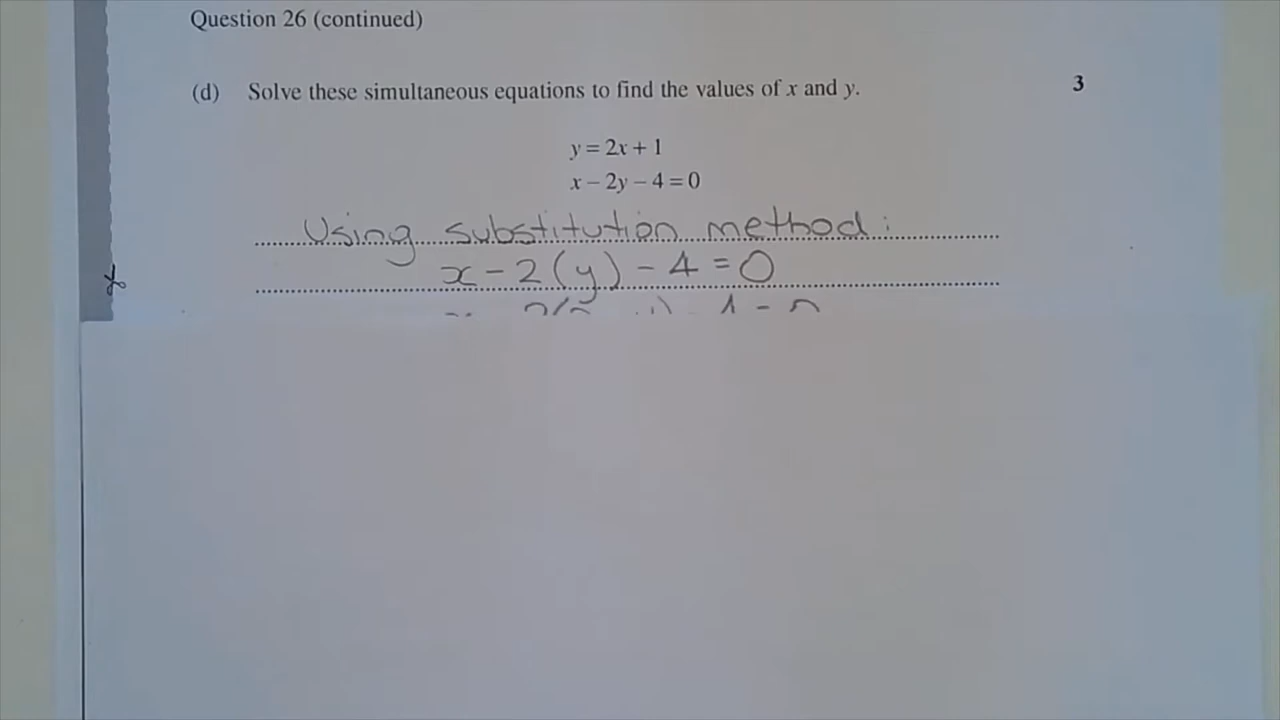 Question 26 (continued)
(d) Solve these simultaneous equations to find the values of x and y. 3
y = 2x + 1
x – 2y – 4 = 0
Using substitution method:
x - 2(y) - 4 = 0